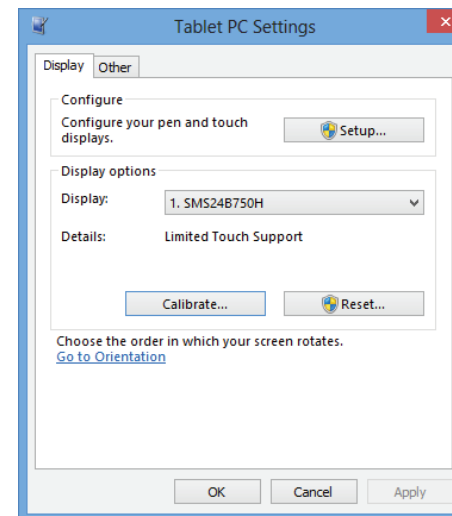 Tablet PC Settings
Display Other
Configure
Configure your pen and touch
displays.
Setup...
Display options
Display: 1. SMS24B750H
Details: Limited Touch Support
Calibrate... Reset...
Choose the order in which your screen rotates.
Go to Orientation
OK Cancel Apply